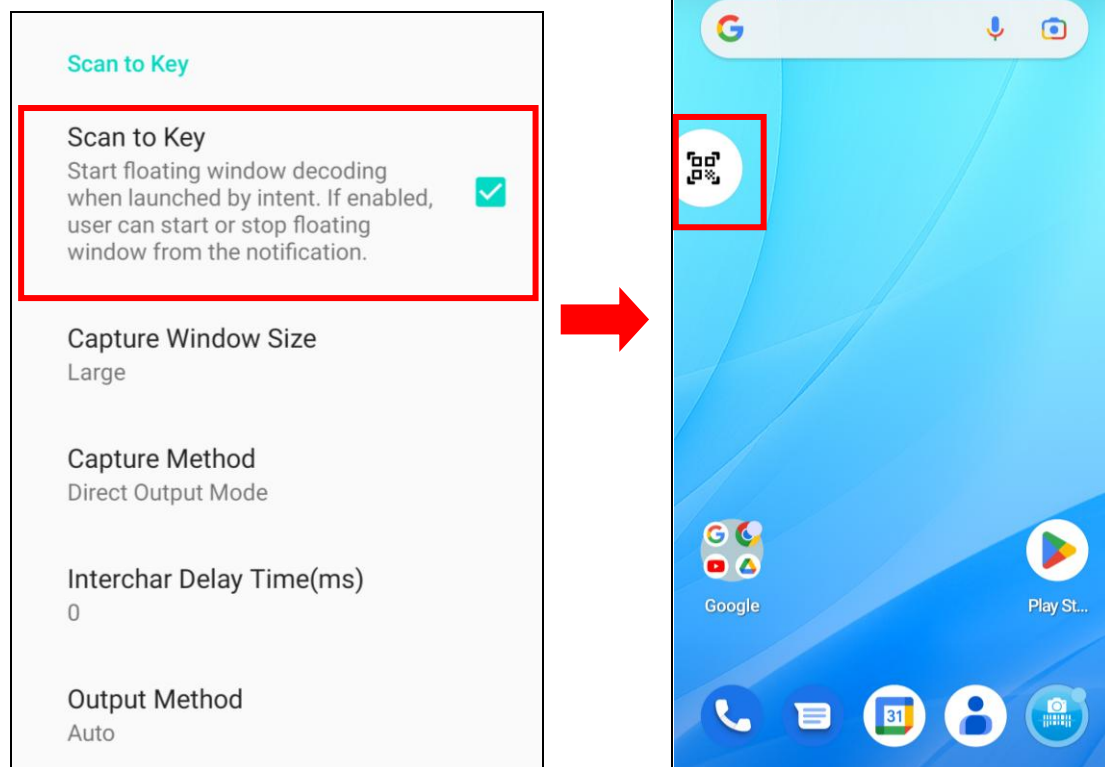 Scan to Key
Scan to Key
Start floating window decoding
when launched by intent. If enabled,
user can start or stop floating
window from the notification.
Capture Window Size
Large
Capture Method
Direct Output Mode
Interchar Delay Time(ms)
0
Output Method
Auto
G
G
Google
Play St...
31